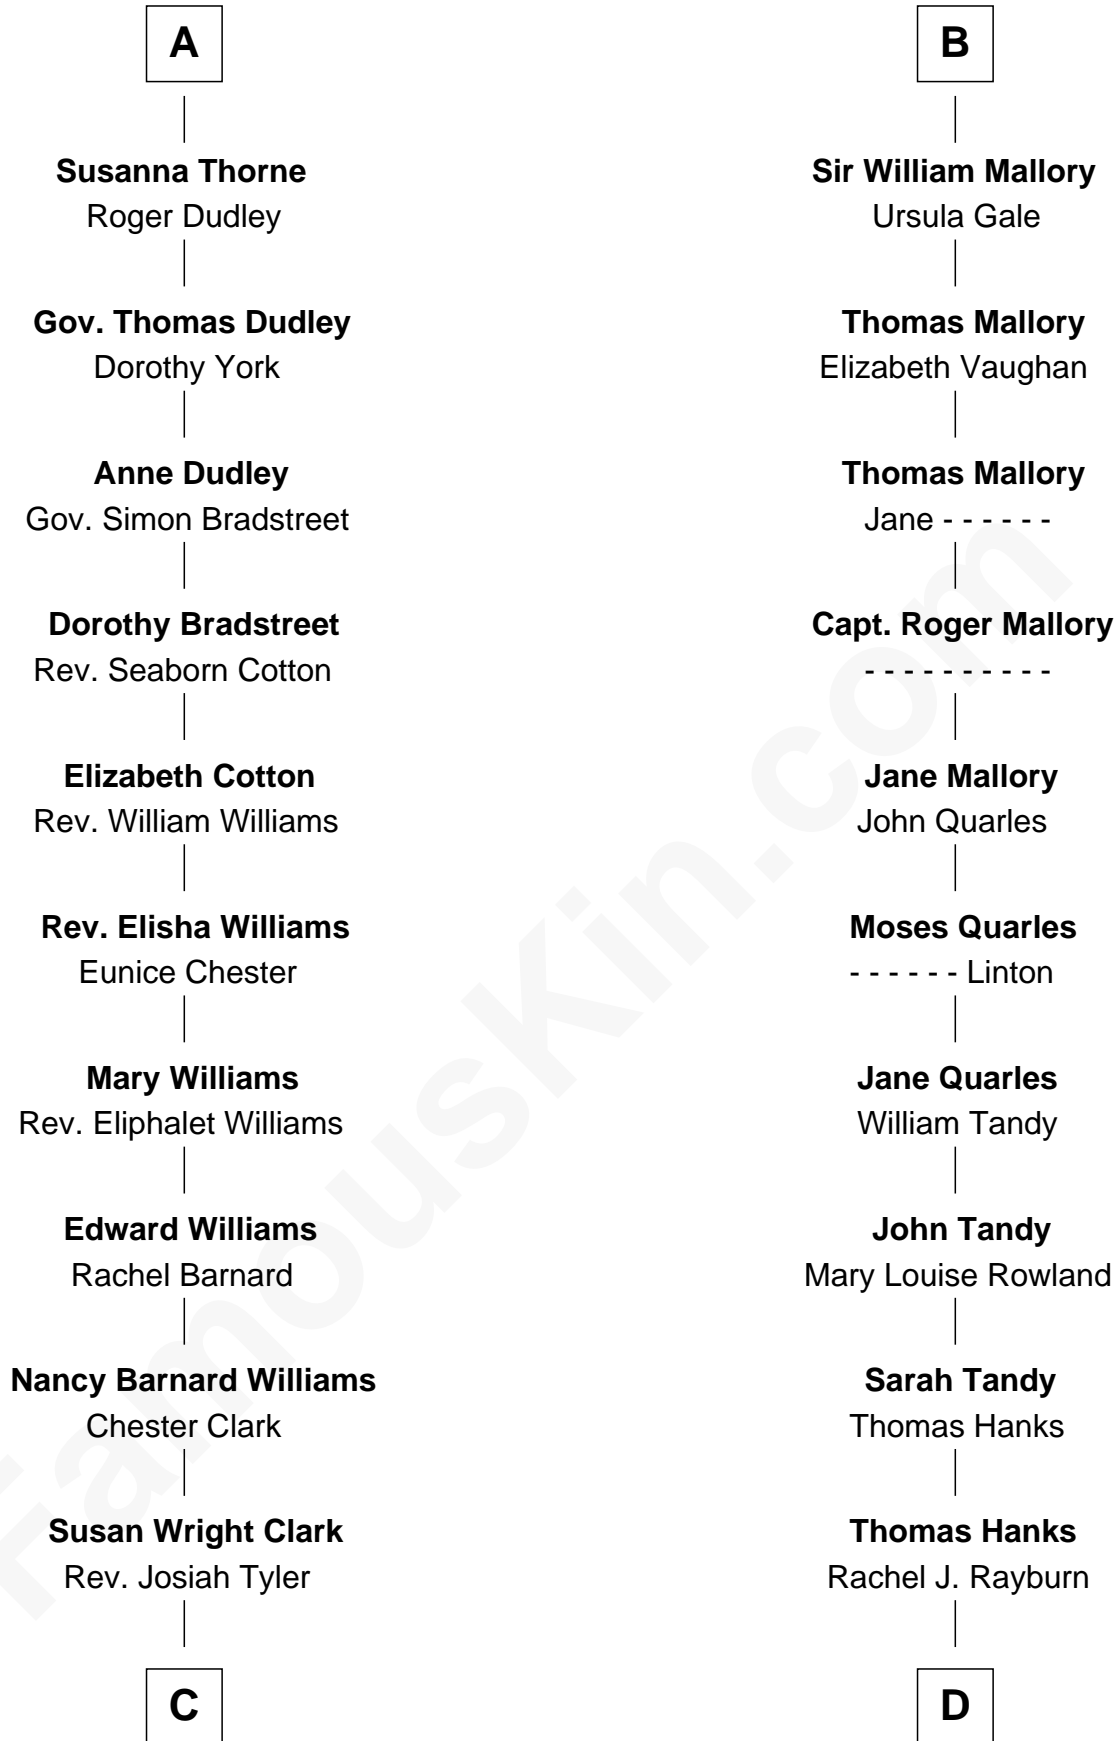 A
Susanna Thorne
Roger Dudley
Gov. Thomas Dudley
Dorothy York
Anne Dudley
Gov. Simon Bradstreet
Dorothy Bradstreet
Rev. Seaborn Cotton
Elizabeth Cotton
Rev. William Williams
Rev. Elisha Williams
Eunice Chester
Mary Williams
Rev. Eliphalet Williams
Edward Williams
Rachel Barnard
Nancy Barnard Williams
Chester Clark
Susan Wright Clark
Rev. Josiah Tyler
C
B
Sir William Mallory
Ursula Gale
Thomas Mallory
Elizabeth Vaughan
Thomas Mallory
Jane - - - - - -
Capt. Roger Mallory
- - - - - - - - - -
Jane Mallory
John Quarles
Moses Quarles
- - - - - - Linton
Jane Quarles
William Tandy
John Tandy
Mary Louise Rowland
Sarah Tandy
Thomas Hanks
Thomas Hanks
Rachel J. Rayburn
D
FamousKin.com